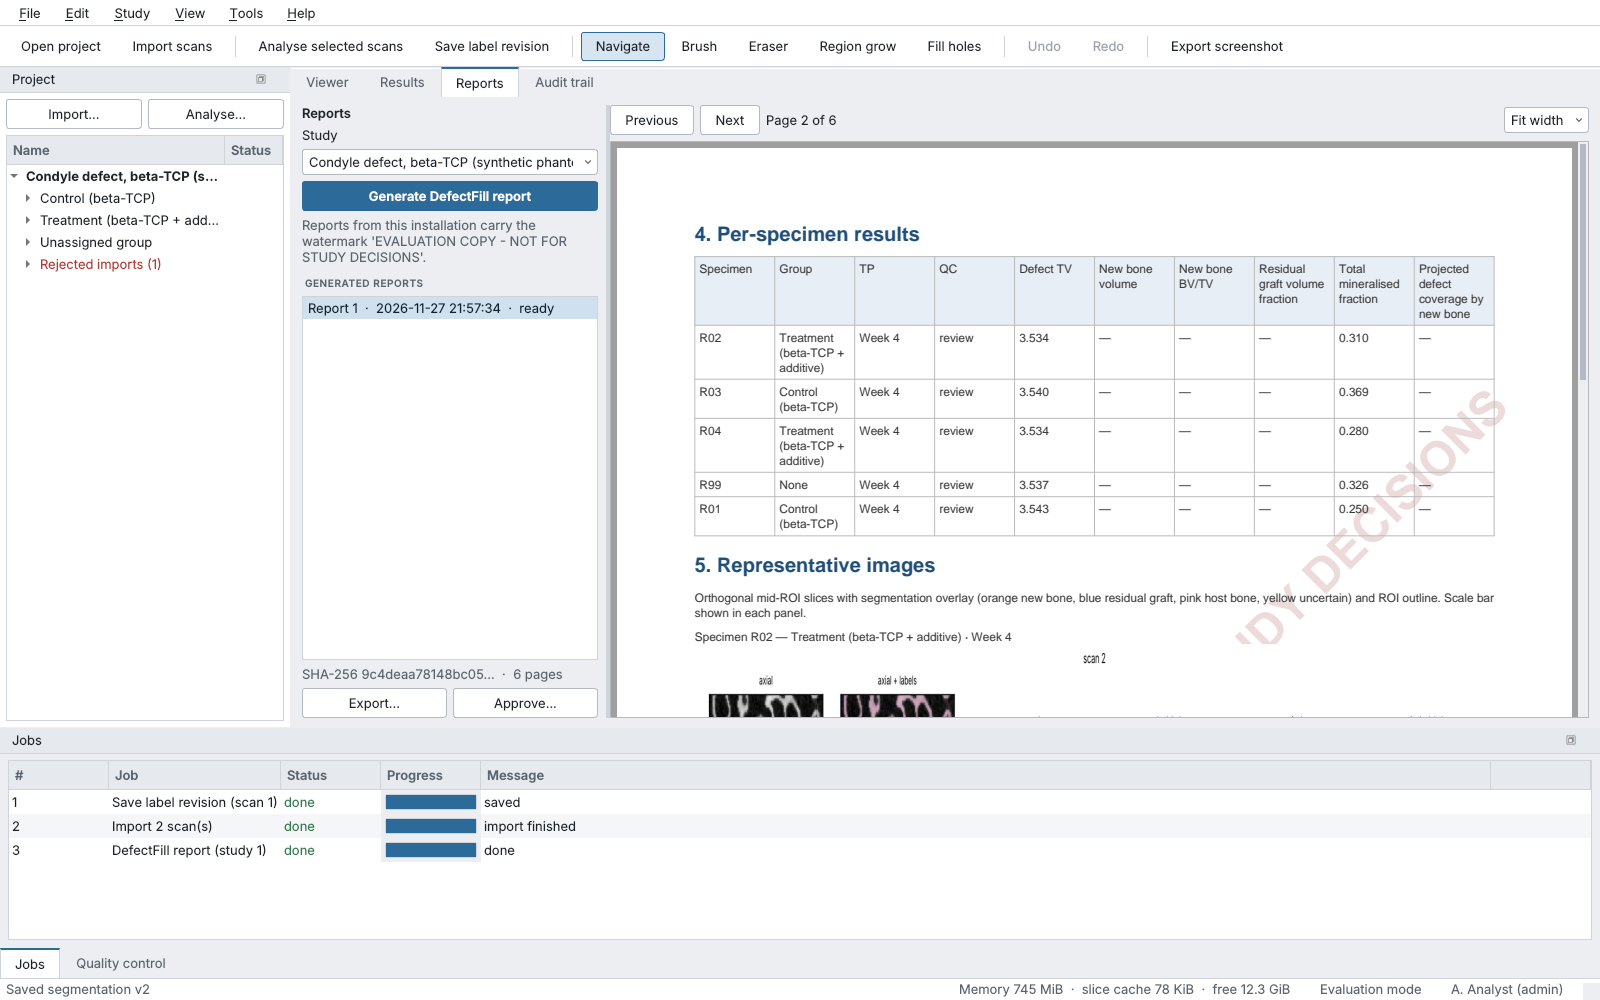 File Edit Study View Tools Help
Open project Import scans Analyse selected scans Save label revision Navigate Brush Eraser Region grow Fill holes Undo Redo Export screenshot
Project
Import... Analyse...
Name Status
Condyle defect, beta-TCP (s...
Control (beta-TCP)
Treatment (beta-TCP + add...
Unassigned group
Rejected imports (1)
Viewer Results Reports Audit trail
Reports
Study
Condyle defect, beta-TCP (synthetic phant
Generate DefectFill report
Reports from this installation carry the
watermark 'EVALUATION COPY - NOT FOR
STUDY DECISIONS'.
GENERATED REPORTS
Report 1 · 2026-11-27 21:57:34 · ready
SHA-256 9c4deaa78148bc05... · 6 pages
Export... Approve...
Previous Next Page 2 of 6 Fit width
4. Per-specimen results
Specimen Group TP QC Defect TV New bone volume New bone BV/TV Residual graft volume fraction Total mineralised fraction Projected defect coverage by new bone
R02 Treatment (beta-TCP + additive) Week 4 review 3.534 — — — 0.310 —
R03 Control (beta-TCP) Week 4 review 3.540 — — — 0.369 —
R04 Treatment (beta-TCP + additive) Week 4 review 3.534 — — — 0.280 —
R99 None Week 4 review 3.537 — — — 0.326 —
R01 Control (beta-TCP) Week 4 review 3.543 — — — 0.250 —
DY DECISIONS
5. Representative images
Orthogonal mid-ROI slices with segmentation overlay (orange new bone, blue residual graft, pink host bone, yellow uncertain) and ROI outline. Scale bar
shown in each panel.
Specimen R02 — Treatment (beta-TCP + additive) · Week 4
scan 2
axial axial + labels
Jobs
# Job Status Progress Message
1 Save label revision (scan 1) done saved
2 Import 2 scan(s) done import finished
3 DefectFill report (study 1) done done
Jobs Quality control
Saved segmentation v2 Memory 745 MiB · slice cache 78 KiB · free 12.3 GiB Evaluation mode A. Analyst (admin)